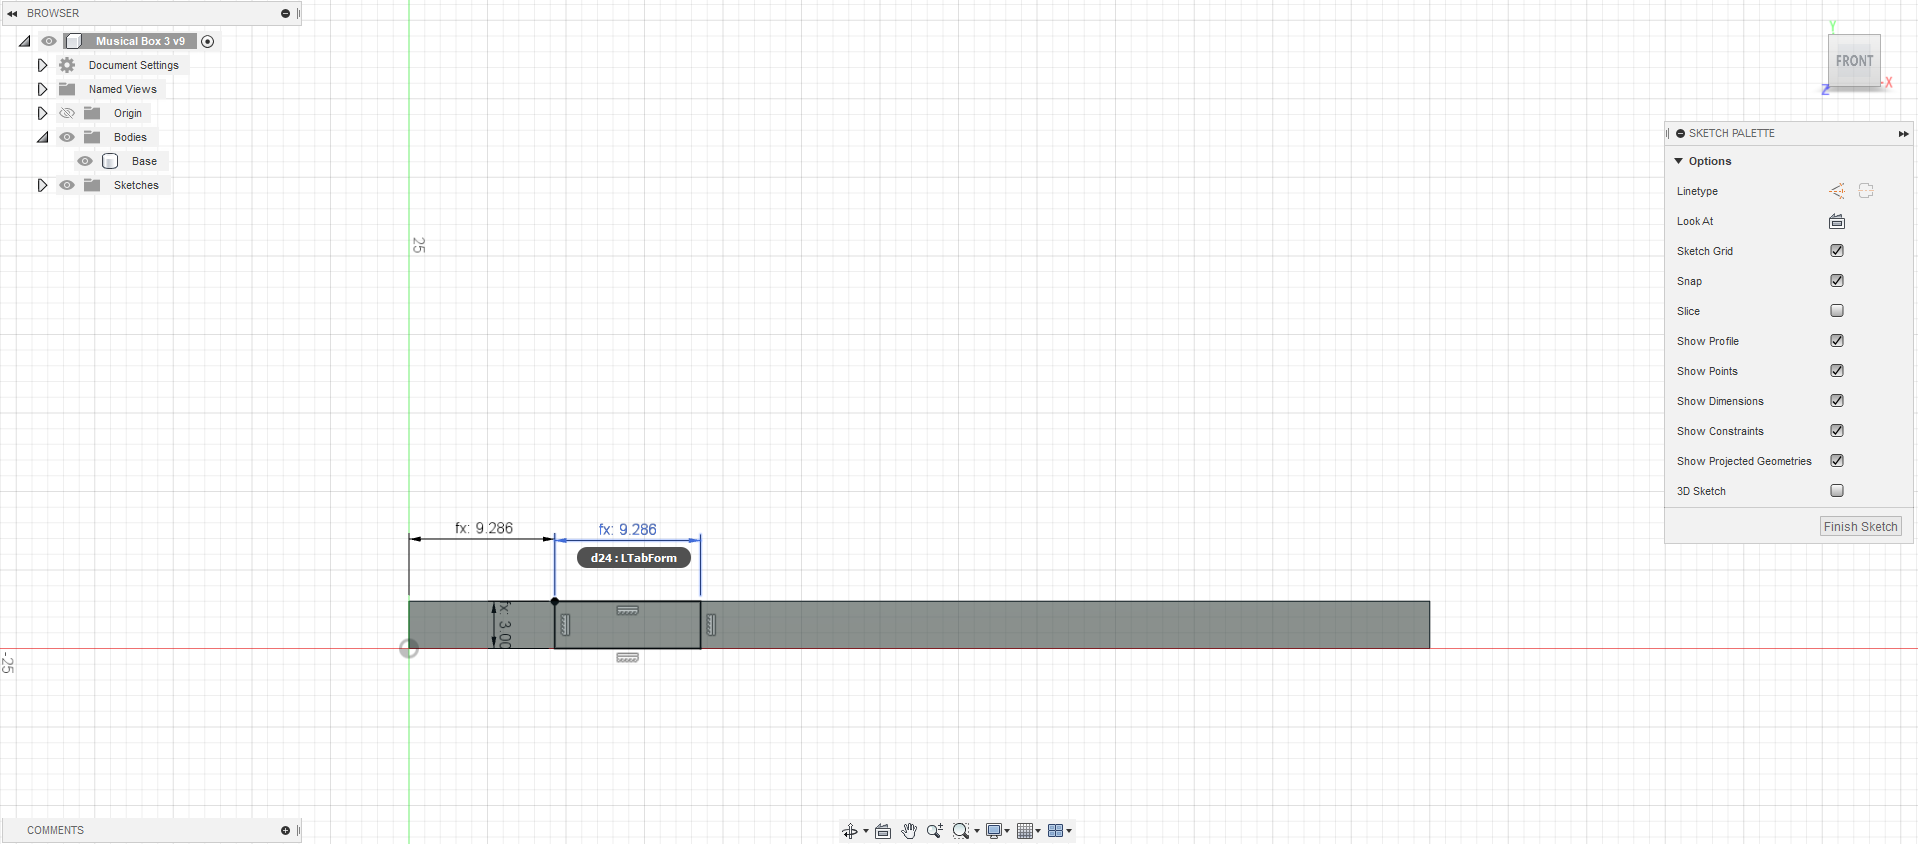 BROWSER
Musical Box 3 v9
Document Settings
Named Views
Origin
Bodies
Base
Sketches
Y
FRONT
X
Z
SKETCH PALETTE
Options
Linetype
Look At
Sketch Grid
Snap
Slice
Show Profile
Show Points
Show Dimensions
Show Constraints
Show Projected Geometries
3D Sketch
Finish Sketch
25
fx: 9.286
fx: 9.286
d24 : LTabForm
fx: 3.00
-25
COMMENTS